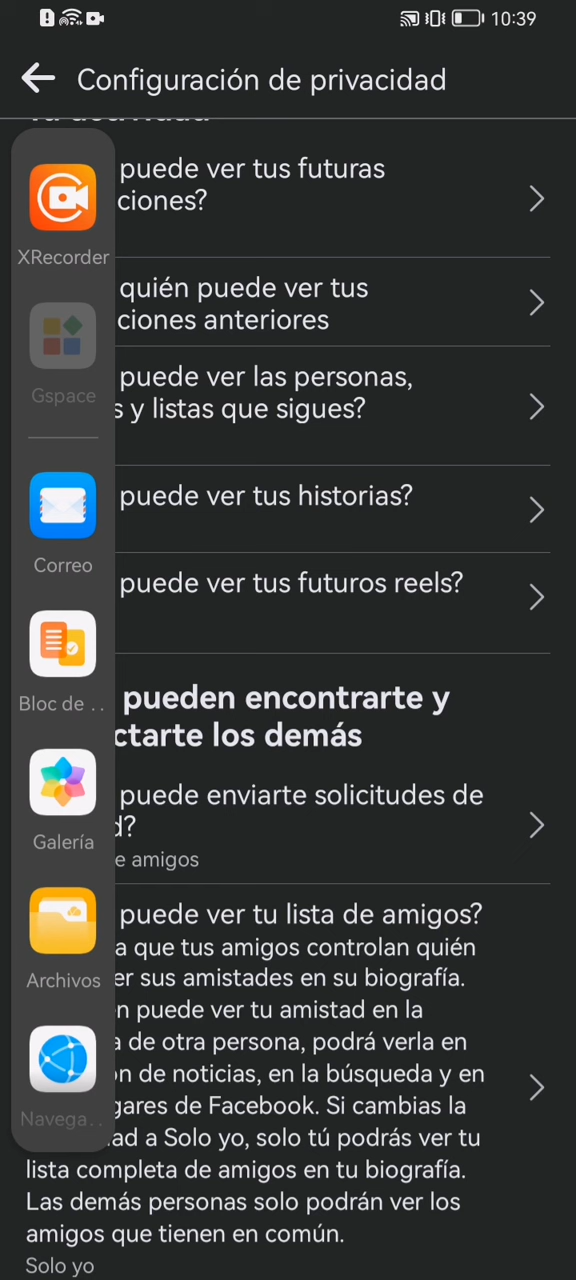 10:39
Configuración de privacidad
XRecorder
Gspace
Correo
Bloc de ..
Galería
Archivos
Navega..
puede ver tus futuras
ciones?
quién puede ver tus
ciones anteriores
puede ver las personas,
s y listas que sigues?
puede ver tus historias?
puede ver tus futuros reels?
pueden encontrarte y
ctarte los demás
puede enviarte solicitudes de
d?
e amigos
puede ver tu lista de amigos?
a que tus amigos controlan quién
er sus amistades en su biografía.
n puede ver tu amistad en la
a de otra persona, podrá verla en
ón de noticias, en la búsqueda y en
gares de Facebook. Si cambias la
ad a Solo yo, solo tú podrás ver tu
lista completa de amigos en tu biografía.
Las demás personas solo podrán ver los
amigos que tienen en común.
Solo yo